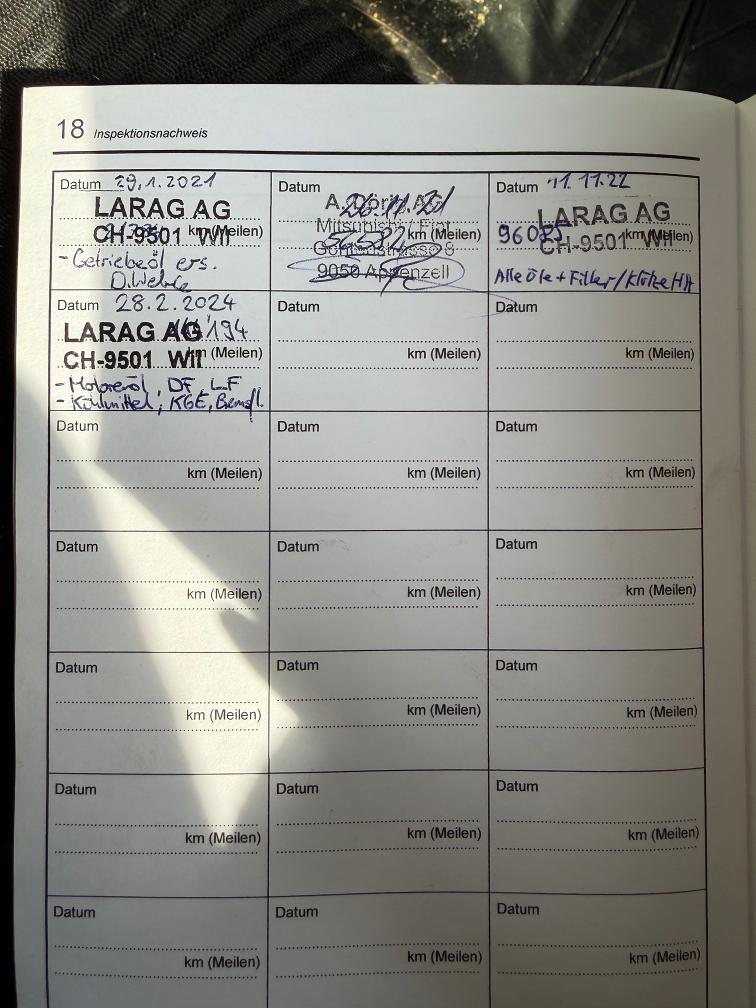 18 Inspektionsnachweis
Datum 29.1.2021
LARAG AG
km (Meilen)
CH-9501 Wil
- Getriebeöl ers.
Datum 26.11.21
Mitsubishi / Fiat
km (Meilen)
9050 Appenzell
Datum 11.11.22
LARAG AG
km (Meilen)
CH-9501 Wil
Alle Öle + Filter /
Datum 28.2.2024
LARAG AG 194
CH-9501 Wil km (Meilen)
- Motorenöl, DF, LF
- Kühlmittel, KGE, Bremsfl.
Datum
km (Meilen)
Datum
km (Meilen)
Datum
km (Meilen)
Datum
km (Meilen)
Datum
km (Meilen)
Datum
km (Meilen)
Datum
km (Meilen)
Datum
km (Meilen)
Datum
km (Meilen)
Datum
km (Meilen)
Datum
km (Meilen)
Datum
km (Meilen)
Datum
km (Meilen)
Datum
km (Meilen)
Datum
km (Meilen)
Datum
km (Meilen)
Datum
km (Meilen)